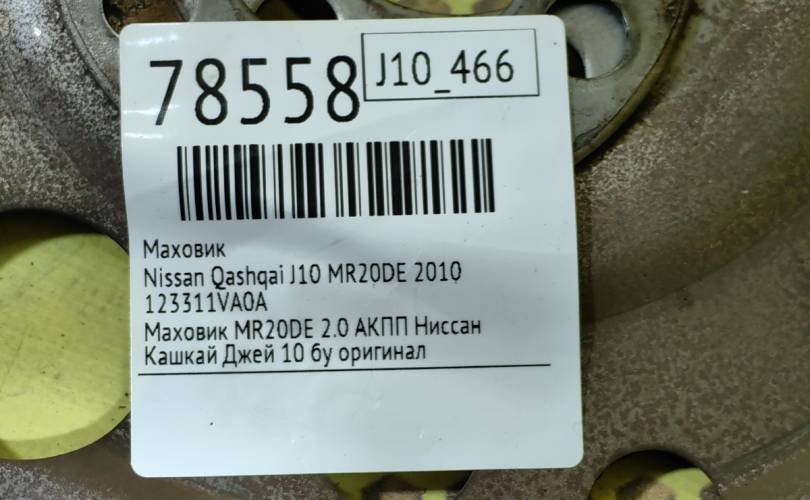 78558
J10_466
Маховик
Nissan Qashqai J10 MR20DE 2010
123311VA0A
Маховик MR20DE 2.0 АКПП Ниссан
Кашкай Джей 10 бу оригинал